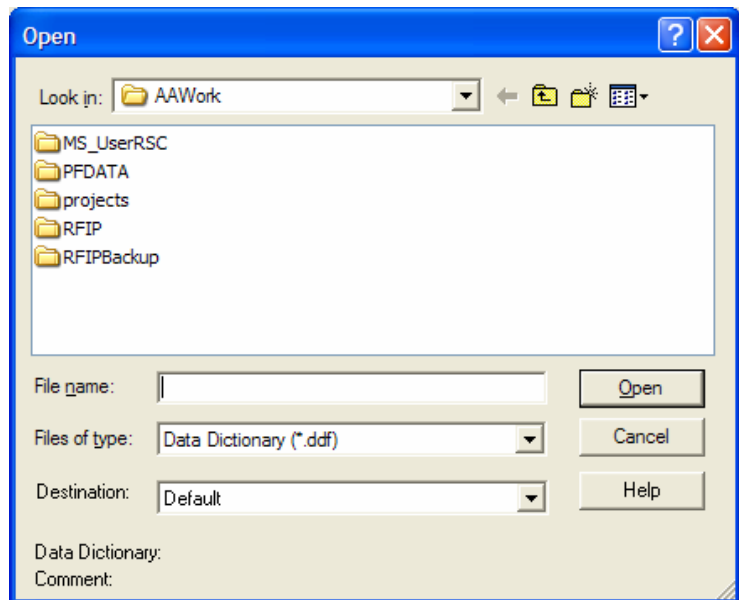 Open
Look in: AAWork
MS_UserRSC
PFDATA
projects
RFIP
RFIPBackup
File name: Open
Files of type: Data Dictionary (*.ddf) Cancel
Destination: Default Help
Data Dictionary:
Comment: